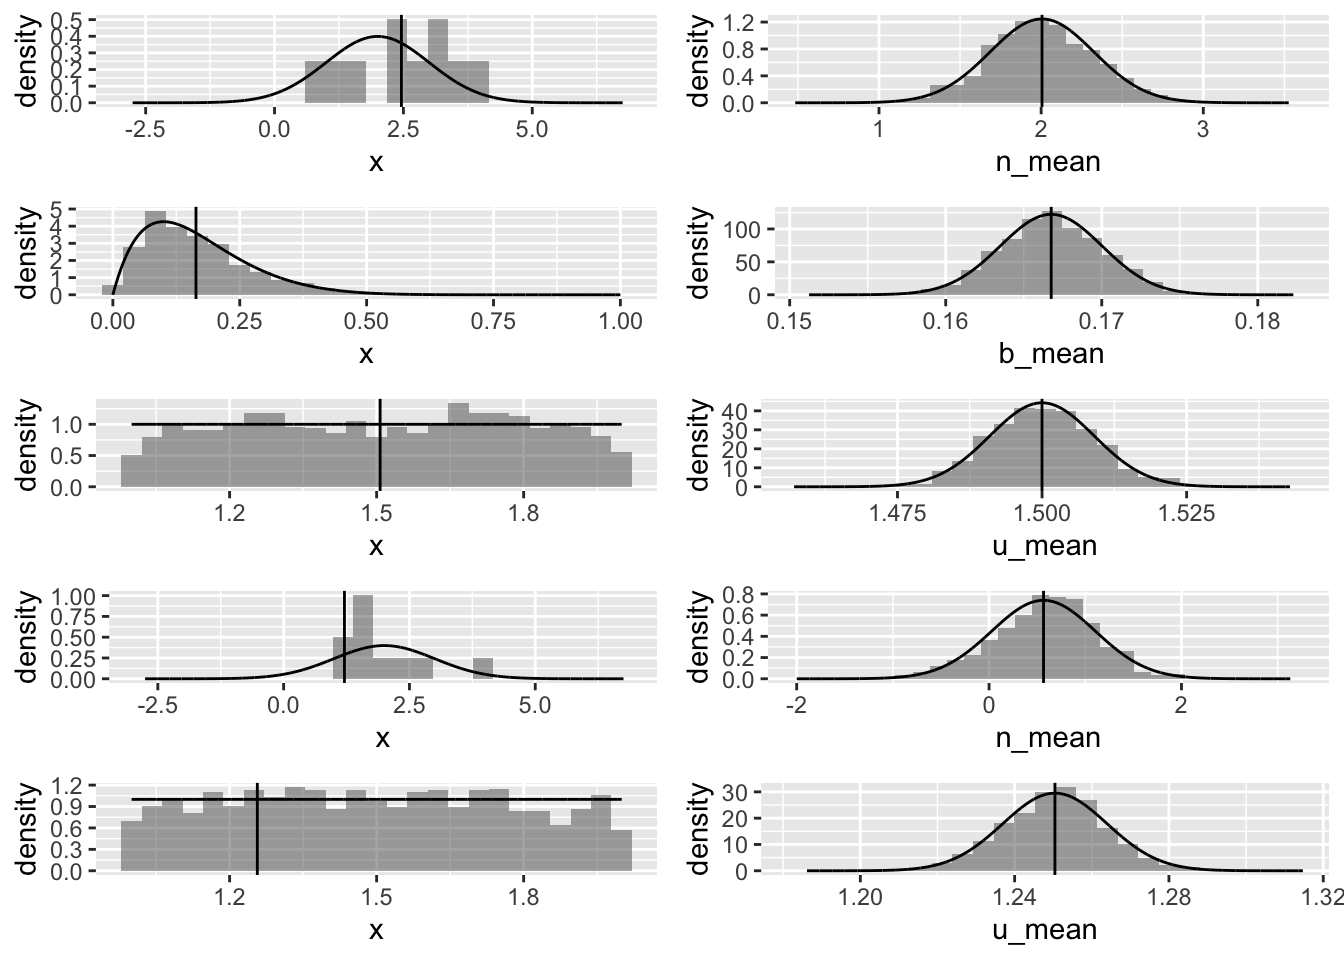 density
0.5
0.4
0.3
0.2
0.1
0.0
-2.5 0.0 2.5 5.0
x
density
1.2
0.8
0.4
0.0
1 2 3
n_mean
density
5
4
3
2
1
0
0.00 0.25 0.50 0.75 1.00
x
density
100
50
0
0.15 0.16 0.17 0.18
b_mean
density
1.0
0.5
0.0
1.2 1.5 1.8
x
density
40
30
20
10
0
1.475 1.500 1.525
u_mean
density
1.00
0.75
0.50
0.25
0.00
-2.5 0.0 2.5 5.0
x
density
0.8
0.6
0.4
0.2
0.0
-2 0 2
n_mean
density
1.2
0.9
0.6
0.3
0.0
1.2 1.5 1.8
x
density
30
20
10
0
1.20 1.24 1.28 1.32
u_mean